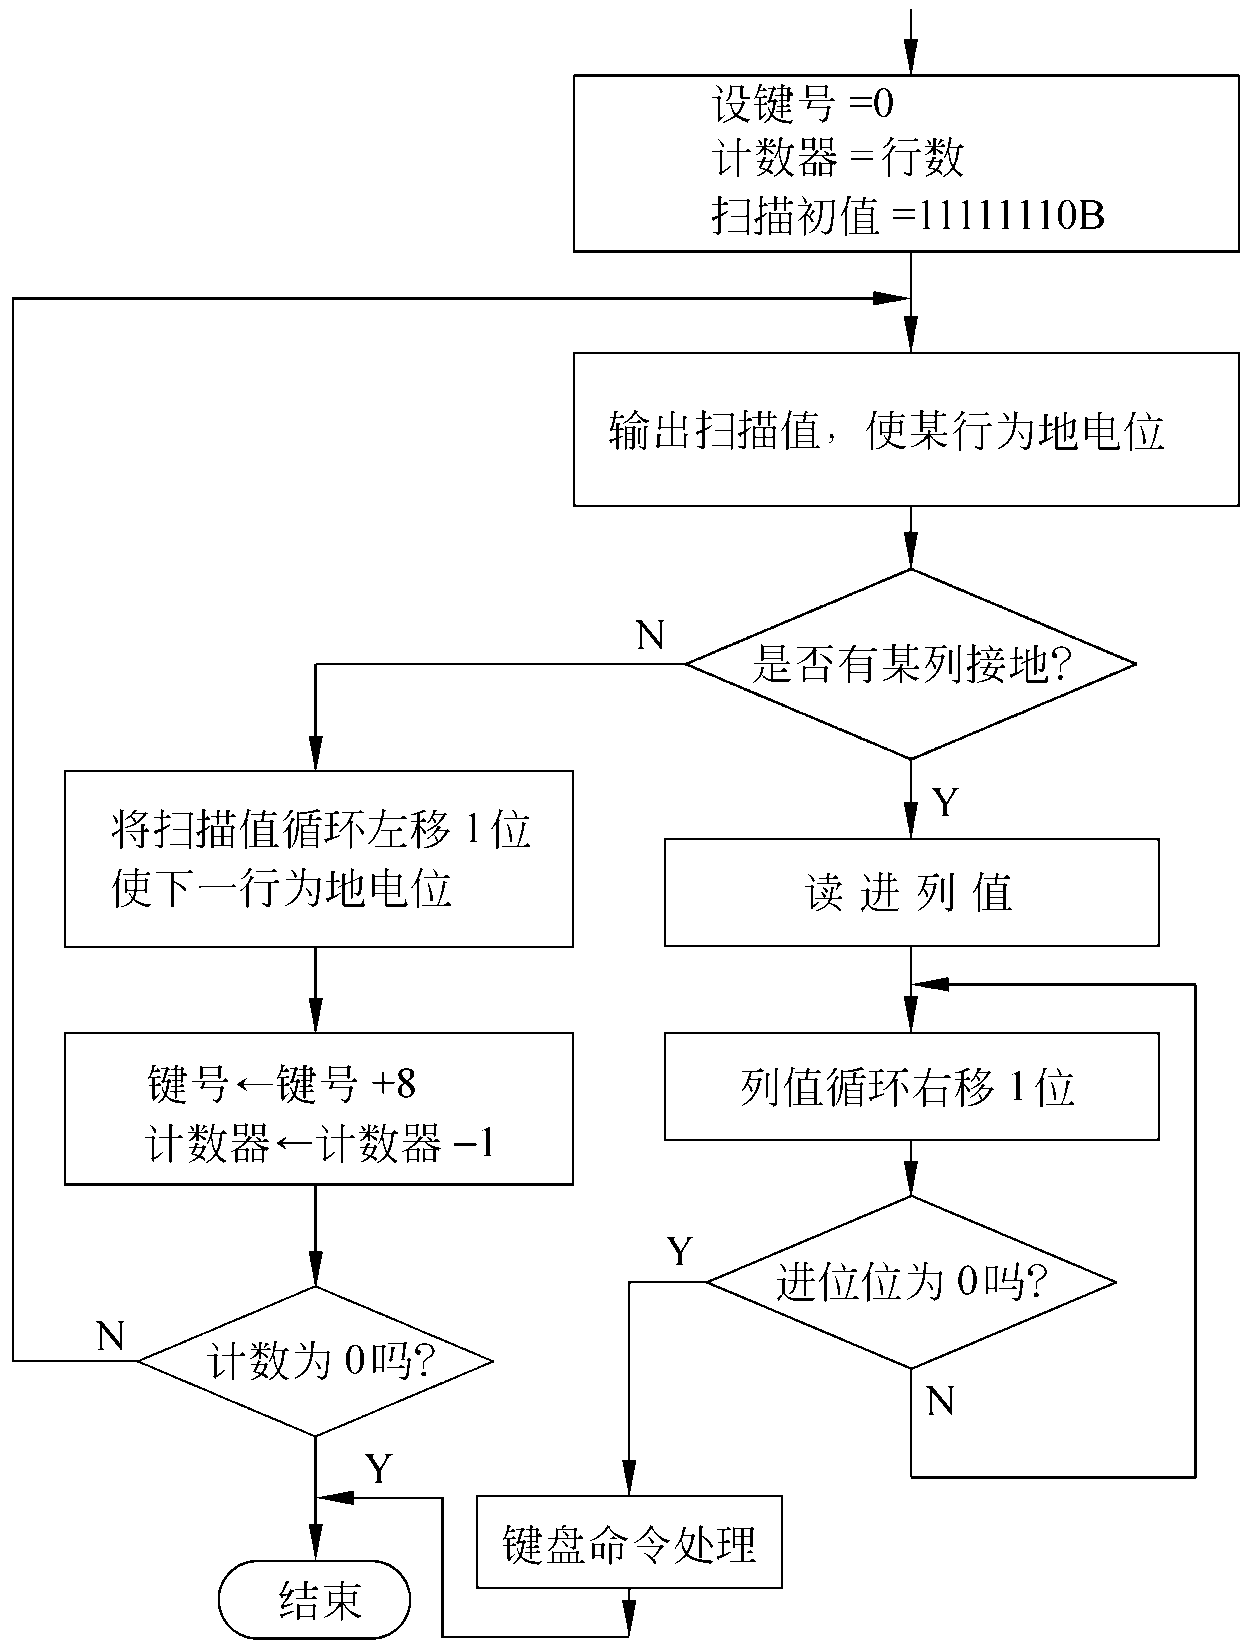 设键号=0
计数器=行数
扫描初值=11111110B
输出扫描值，使某行为地电位
N
是否有某列接地?
Y
将扫描值循环左移1位
使下一行为地电位
读进列值
键号←键号+8
计数器←计数器-1
列值循环右移1位
Y
进位位为0吗?
N
计数为0吗?
N
Y
键盘命令处理
结束